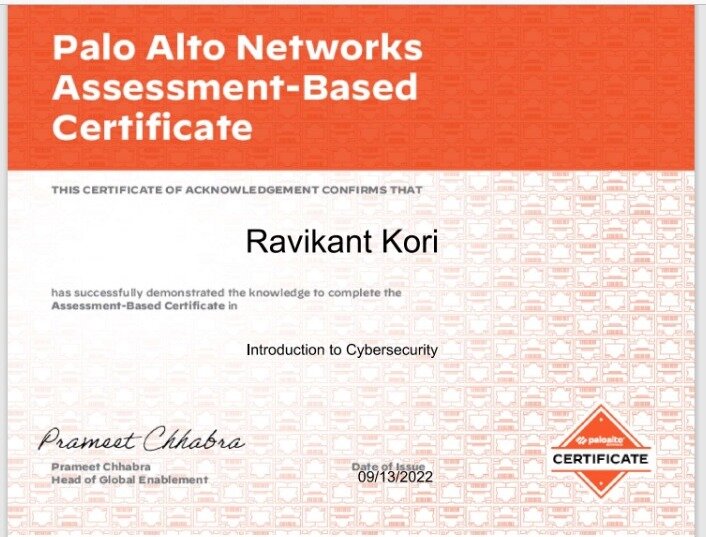 Palo Alto Networks
Assessment-Based
Certificate
THIS CERTIFICATE OF ACKNOWLEDGEMENT CONFIRMS THAT
Ravikant Kori
has successfully demonstrated the knowledge to complete the
Assessment-Based Certificate in
Introduction to Cybersecurity
Prameet Chhabra
Prameet Chhabra
Head of Global Enablement
Date of Issue
09/13/2022
paloalto
CERTIFICATE